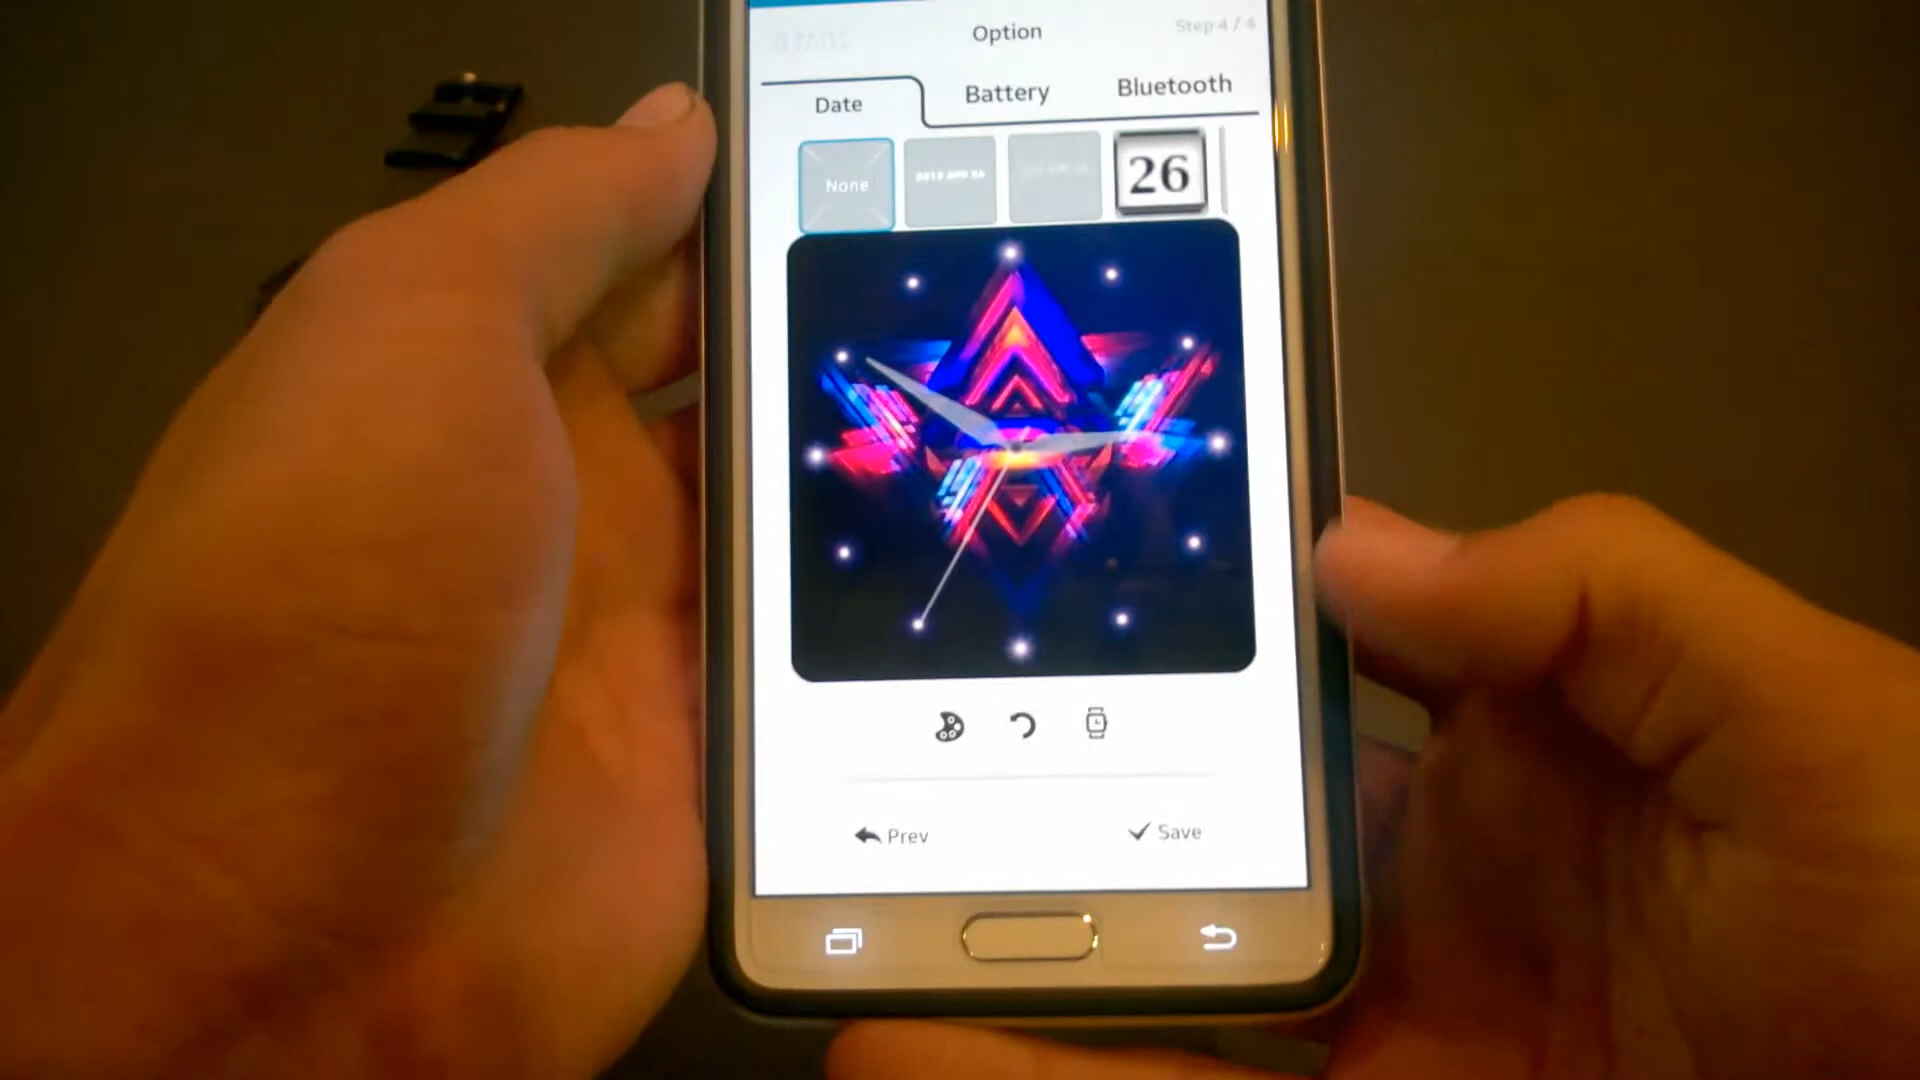 Option
Step 4 / 4
Date
Battery
Bluetooth
None
26
Prev
Save